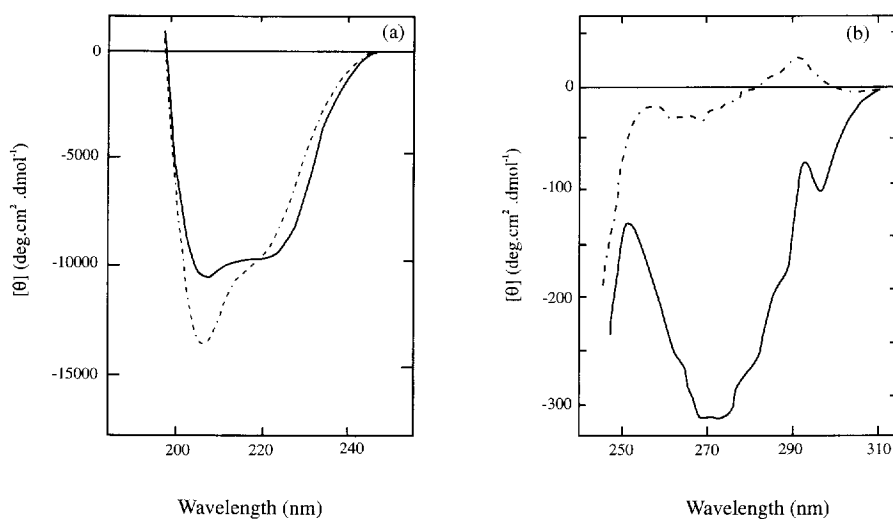 (a)
0
-5000
-10000
-15000
[θ] (deg.cm² .dmol⁻¹)
200
220
240
Wavelength (nm)
(b)
0
-100
-200
-300
[θ] (deg.cm² .dmol⁻¹)
250
270
290
310
Wavelength (nm)